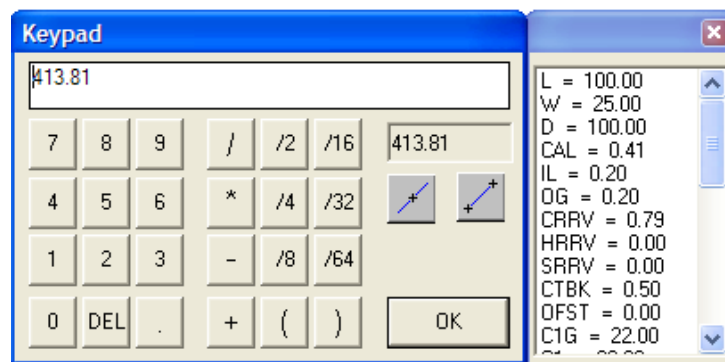 Keypad
413.81
7 8 9 / /2 /16 413.81
4 5 6 * /4 /32
1 2 3 - /8 /64
0 DEL . + ( ) OK
L = 100.00
W = 25.00
D = 100.00
CAL = 0.41
IL = 0.20
OG = 0.20
CRRV = 0.79
HRRV = 0.00
SRRV = 0.00
CTBK = 0.50
OFST = 0.00
C1G = 22.00